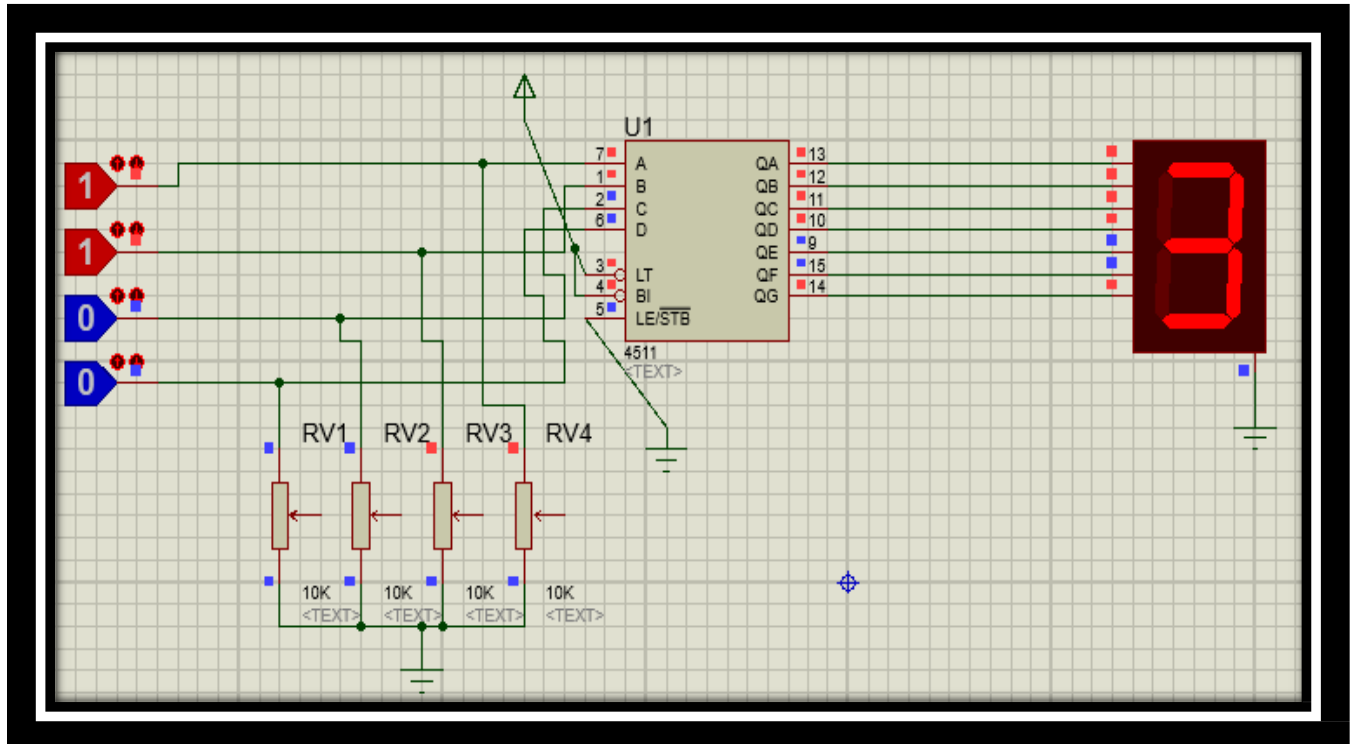 U1
7 A QA 13
1 1 B QB 12
2 C QC 11
6 D QD 10
1 QE 9
3 LT QF 15
4 BI QG 14
0 5 LE/STB
4511
<TEXT>
0
RV1 RV2 RV3 RV4
10K 10K 10K 10K
<TEXT> <TEXT> <TEXT> <TEXT>
3